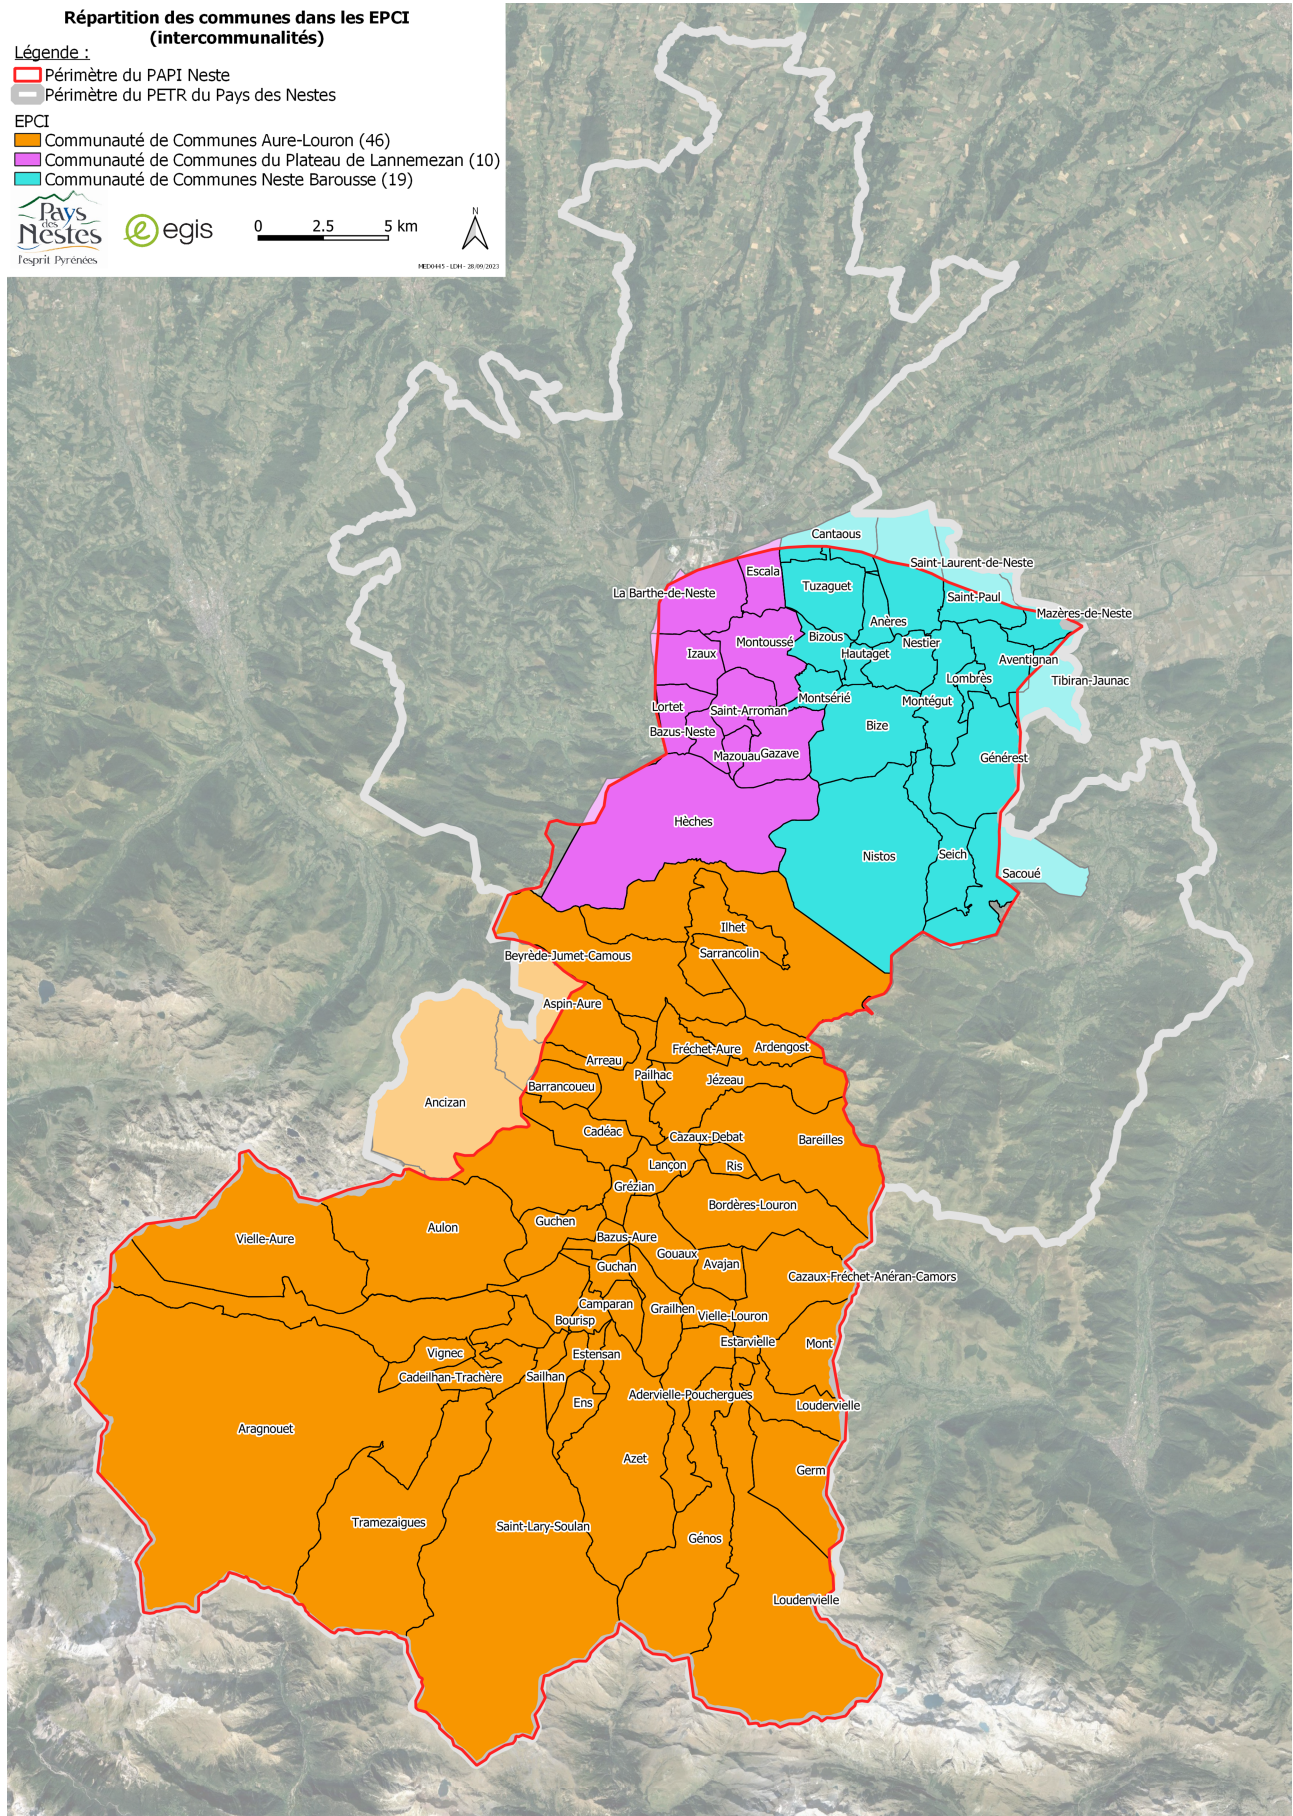 Répartition des communes dans les EPCI
(intercommunalités)
Légende :
Périmètre du PAPI Neste
Périmètre du PETR du Pays des Nestes
EPCI
Communauté de Communes Aure-Louron (46)
Communauté de Communes du Plateau de Lannemezan (10)
Communauté de Communes Neste Barousse (19)
Pays
des
Nestes
l'esprit Pyrénées
egis
0 2.5 5 km
N
MED0445 - LDH - 28/09/2023
Cantaous
Saint-Laurent-de-Neste
Escala
Tuzaguet
La Barthe-de-Neste
Saint-Paul
Mazères-de-Neste
Anères
Bizous
Montoussé
Nestier
Izaux
Hautaget
Aventignan
Lombrès
Tibiran-Jaunac
Montsérié
Montégut
Lortet
Saint-Arroman
Bize
Bazus-Neste
Mazouau
Gazave
Générest
Hèches
Nistos
Seich
Sacoué
Ilhet
Sarrancolin
Beyrède-Jumet-Camous
Aspin-Aure
Fréchet-Aure
Ardengost
Arreau
Pailhac
Jézeau
Barrancoueu
Ancizan
Cadéac
Cazaux-Debat
Bareilles
Lançon
Ris
Grézian
Bordères-Louron
Guchen
Aulon
Vielle-Aure
Bazus-Aure
Gouaux
Avajan
Guchan
Cazaux-Fréchet-Anéran-Camors
Camparan
Grailhen
Vielle-Louron
Bourisp
Estarvielle
Mont
Vignec
Estensan
Cadeilhan-Trachère
Sailhan
Adervielle-Pouchergues
Ens
Loudervielle
Aragnouet
Azet
Germ
Tramezaigues
Saint-Lary-Soulan
Génos
Loudenvielle